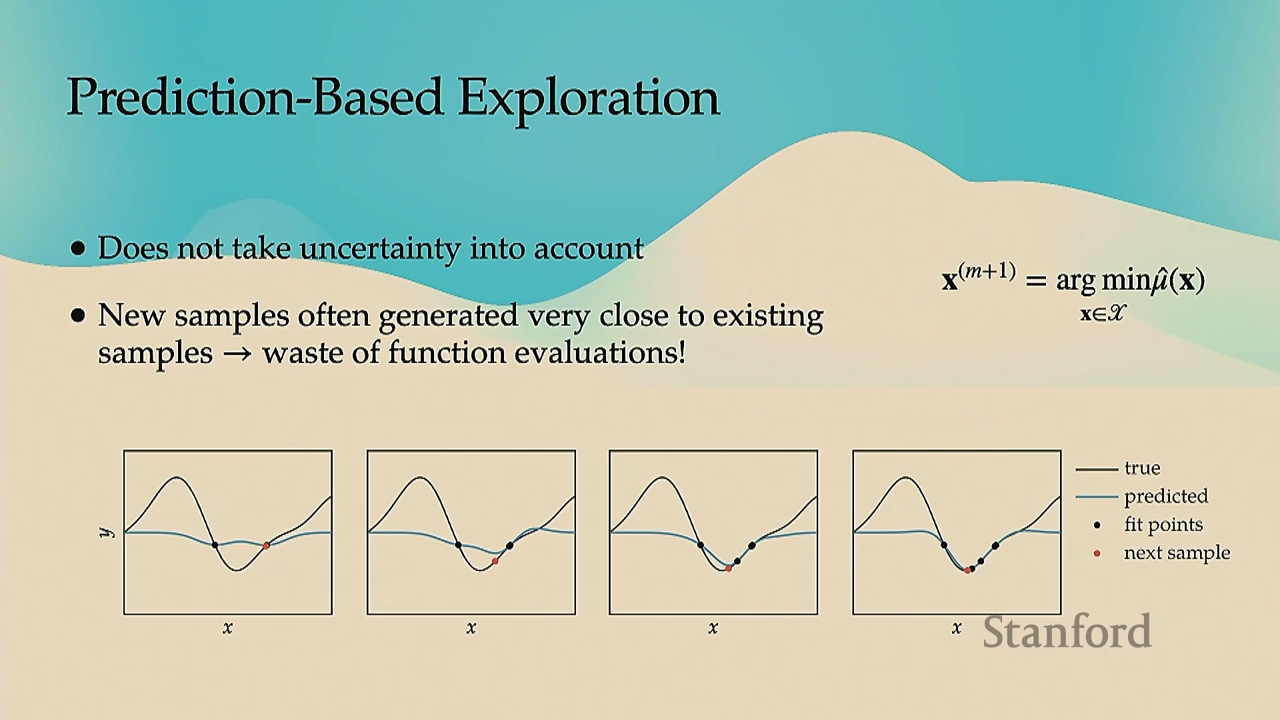 Prediction-Based Exploration
● Does not take uncertainty into account
● New samples often generated very close to existing
samples → waste of function evaluations!
x^(m+1) = arg min μ̂(x)
x∈𝒳
y
x
x
x
x
true
predicted
fit points
next sample
Stanford